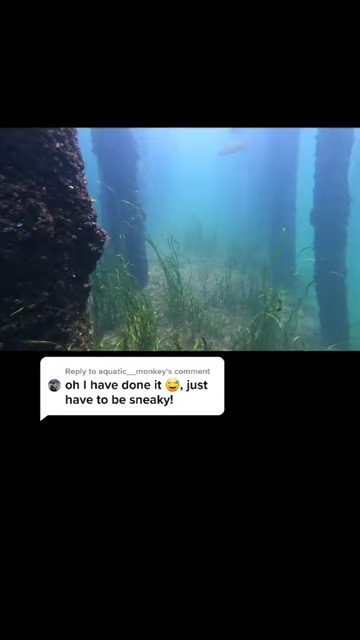 Reply to aquatic__monkey's comment
oh I have done it 😅, just
have to be sneaky!